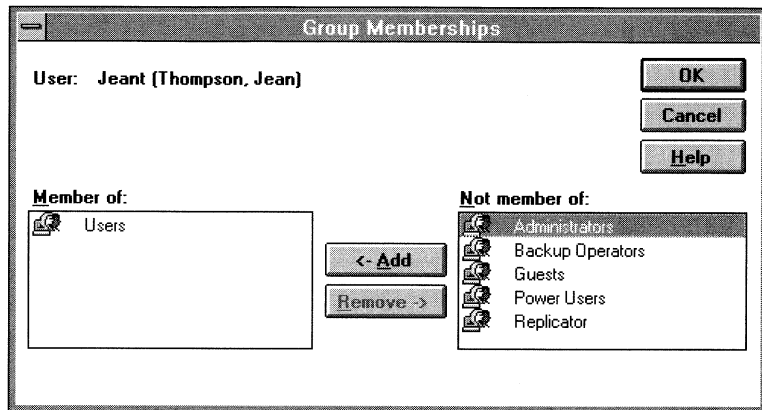 Group Memberships
User: Jeant (Thompson, Jean)
OK
Cancel
Help
Member of:
Users
<- Add
Remove ->
Not member of:
Administrators
Backup Operators
Guests
Power Users
Replicator